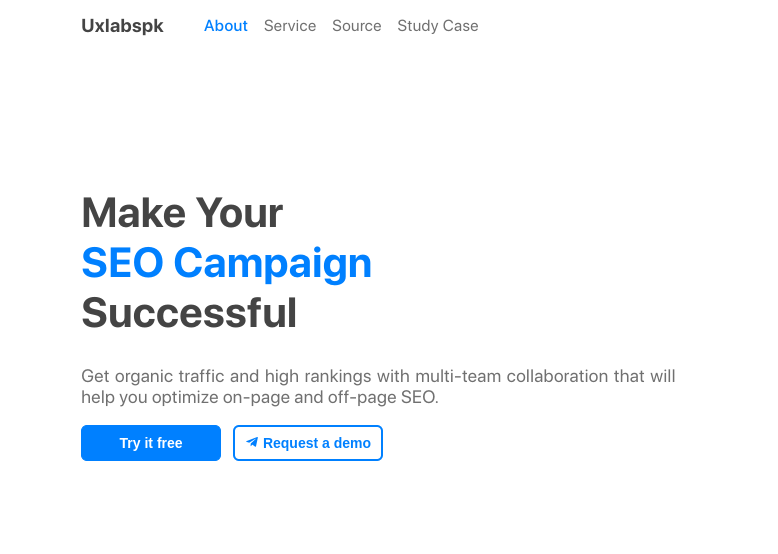 Uxlabspk About Service Source Study Case
Make Your
SEO Campaign
Successful
Get organic traffic and high rankings with multi-team collaboration that will
help you optimize on-page and off-page SEO.
Try it free Request a demo